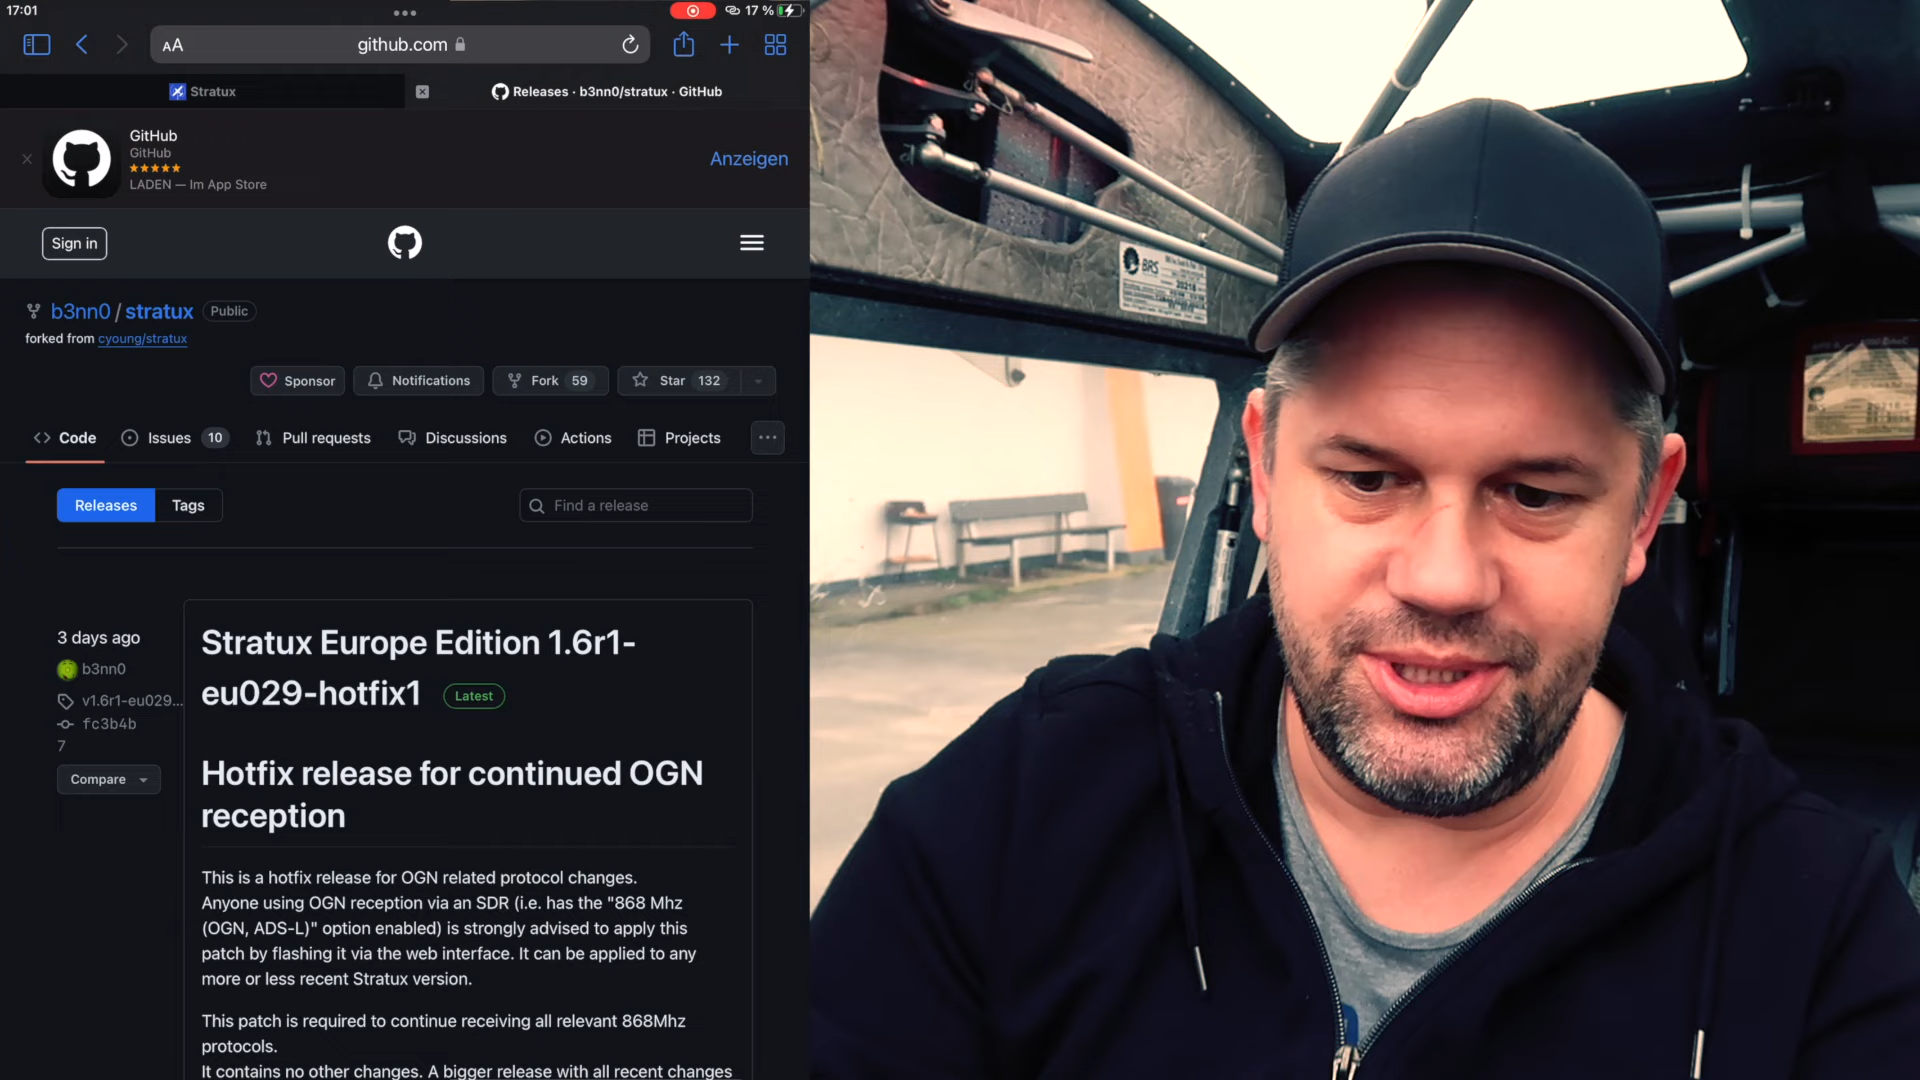 17:01
17 %
AA
github.com
Stratux
Releases · b3nn0/stratux · GitHub
GitHub
GitHub
LADEN — Im App Store
Anzeigen
Sign in
b3nn0 / stratux
Public
forked from cyoung/stratux
Sponsor
Notifications
Fork 59
Star 132
Code
Issues 10
Pull requests
Discussions
Actions
Projects
Releases
Tags
Find a release
3 days ago
b3nn0
v1.6r1-eu029...
fc3b4b
7
Compare
Stratux Europe Edition 1.6r1-
eu029-hotfix1
Latest
Hotfix release for continued OGN
reception
This is a hotfix release for OGN related protocol changes.
Anyone using OGN reception via an SDR (i.e. has the "868 Mhz
(OGN, ADS-L)" option enabled) is strongly advised to apply this
patch by flashing it via the web interface. It can be applied to any
more or less recent Stratux version.
This patch is required to continue receiving all relevant 868Mhz
protocols.
It contains no other changes. A bigger release with all recent changes
BRS
20218